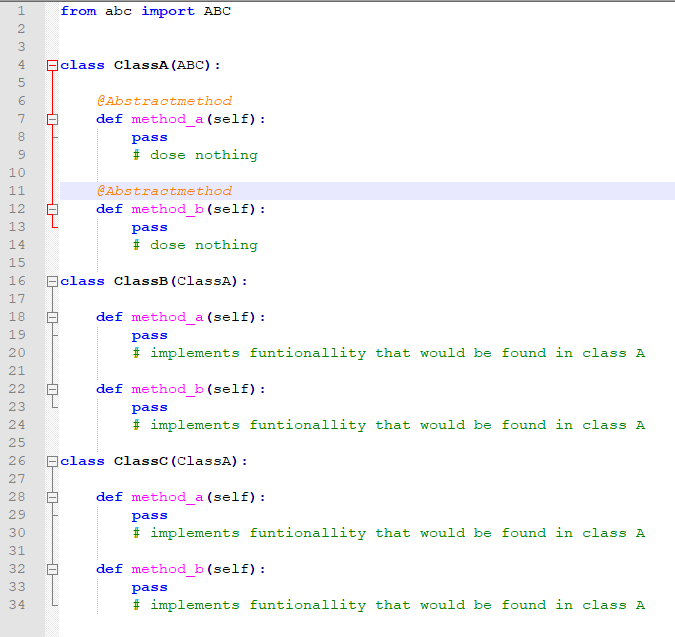 1 from abc import ABC
2
3
4 class ClassA(ABC):
5
6 @Abstractmethod
7 def method_a(self):
8 pass
9 # dose nothing
10
11 @Abstractmethod
12 def method_b(self):
13 pass
14 # dose nothing
15
16 class ClassB(ClassA):
17
18 def method_a(self):
19 pass
20 # implements funtionallity that would be found in class A
21
22 def method_b(self):
23 pass
24 # implements funtionallity that would be found in class A
25
26 class ClassC(ClassA):
27
28 def method_a(self):
29 pass
30 # implements funtionallity that would be found in class A
31
32 def method_b(self):
33 pass
34 # implements funtionallity that would be found in class A